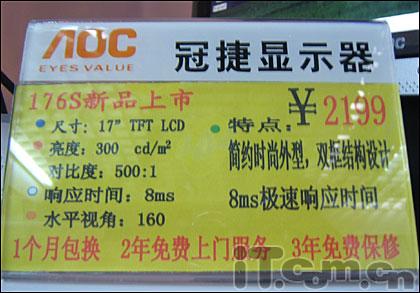 AOC
EYES VALUE
冠捷显示器
176S新品上市
¥2199
尺寸: 17" TFT LCD
特点:
亮度: 300 cd/m²
简约时尚外型,双框结构设计
对比度: 500:1
响应时间: 8ms
8ms极速响应时间
水平视角: 160
1个月包换 2年免费上门服务 3年免费保修
iT.com.cn